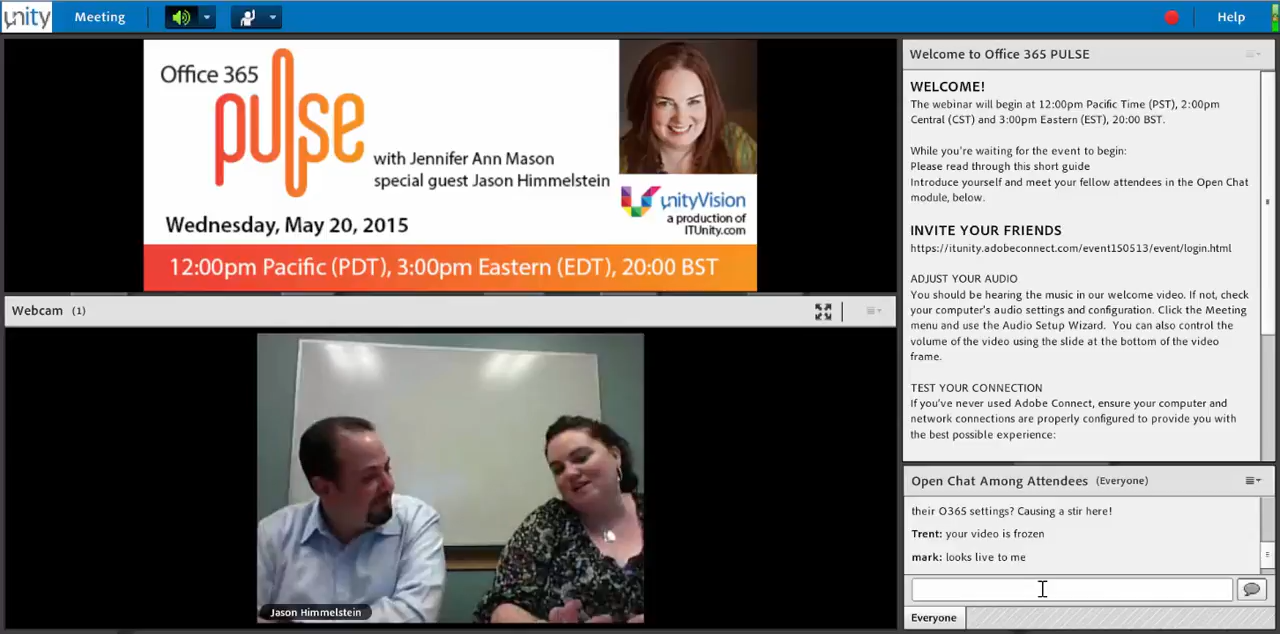 unity Meeting Help
Office 365
pulse
with Jennifer Ann Mason
special guest Jason Himmelstein
Wednesday, May 20, 2015
unityVision
a production of
ITUnity.com
12:00pm Pacific (PDT), 3:00pm Eastern (EDT), 20:00 BST
Webcam (1)
Jason Himmelstein
Welcome to Office 365 PULSE
WELCOME!
The webinar will begin at 12:00pm Pacific Time (PST), 2:00pm
Central (CST) and 3:00pm Eastern (EST), 20:00 BST.
While you're waiting for the event to begin:
Please read through this short guide
Introduce yourself and meet your fellow attendees in the Open Chat
module, below.
INVITE YOUR FRIENDS
https://itunity.adobeconnect.com/event150513/event/login.html
ADJUST YOUR AUDIO
You should be hearing the music in our welcome video. If not, check
your computer's audio settings and configuration. Click the Meeting
menu and use the Audio Setup Wizard. You can also control the
volume of the video using the slide at the bottom of the video
frame.
TEST YOUR CONNECTION
If you've never used Adobe Connect, ensure your computer and
network connections are properly configured to provide you with
the best possible experience:
Open Chat Among Attendees (Everyone)
their O365 settings? Causing a stir here!
Trent: your video is frozen
mark: looks live to me
Everyone